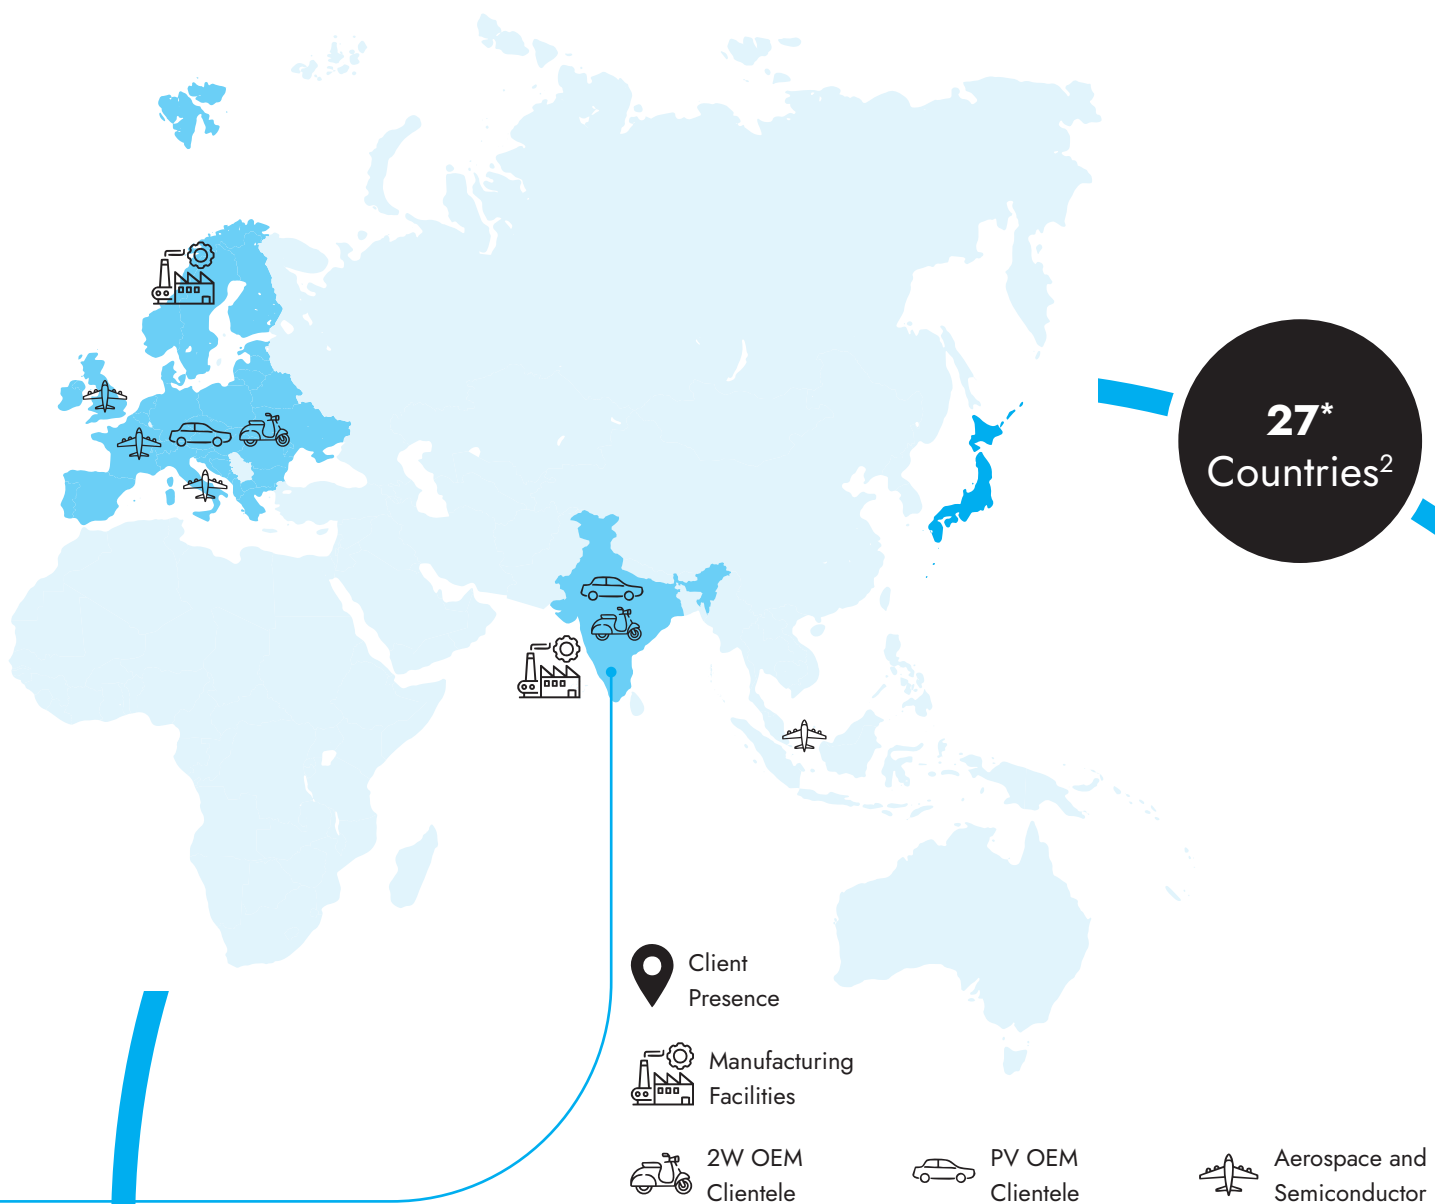 27*
Countries2
Client
Presence
Manufacturing
Facilities
2W OEM
Clientele
PV OEM
Clientele
Aerospace and
Semiconductor